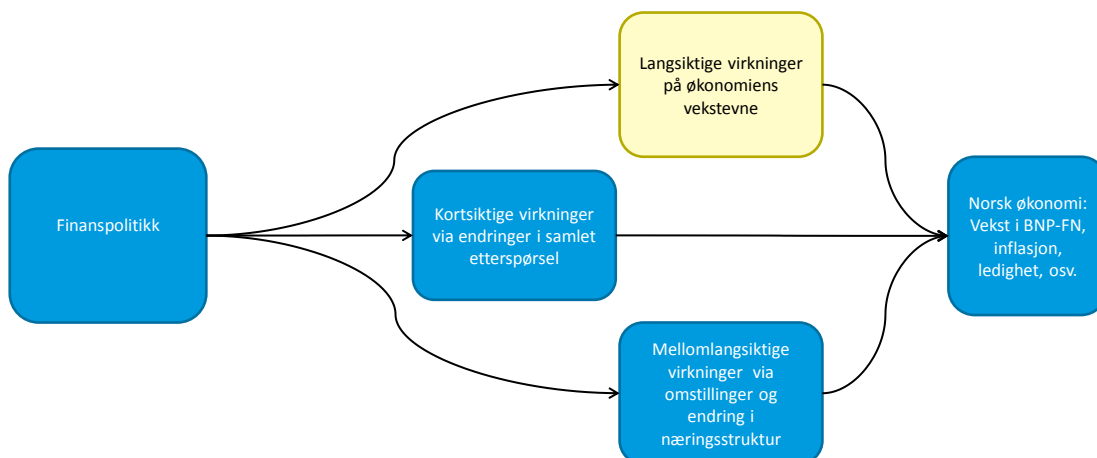 Langsiktige virkninger
på økonomiens
vekstevne
Finanspolitikk
Kortsiktige virkninger
via endringer i samlet
etterspørsel
Norsk økonomi:
Vekst i BNP-FN,
inflasjon,
ledighet, osv.
Mellomlangsiktige
virkninger via
omstillinger og
endring i
næringsstruktur